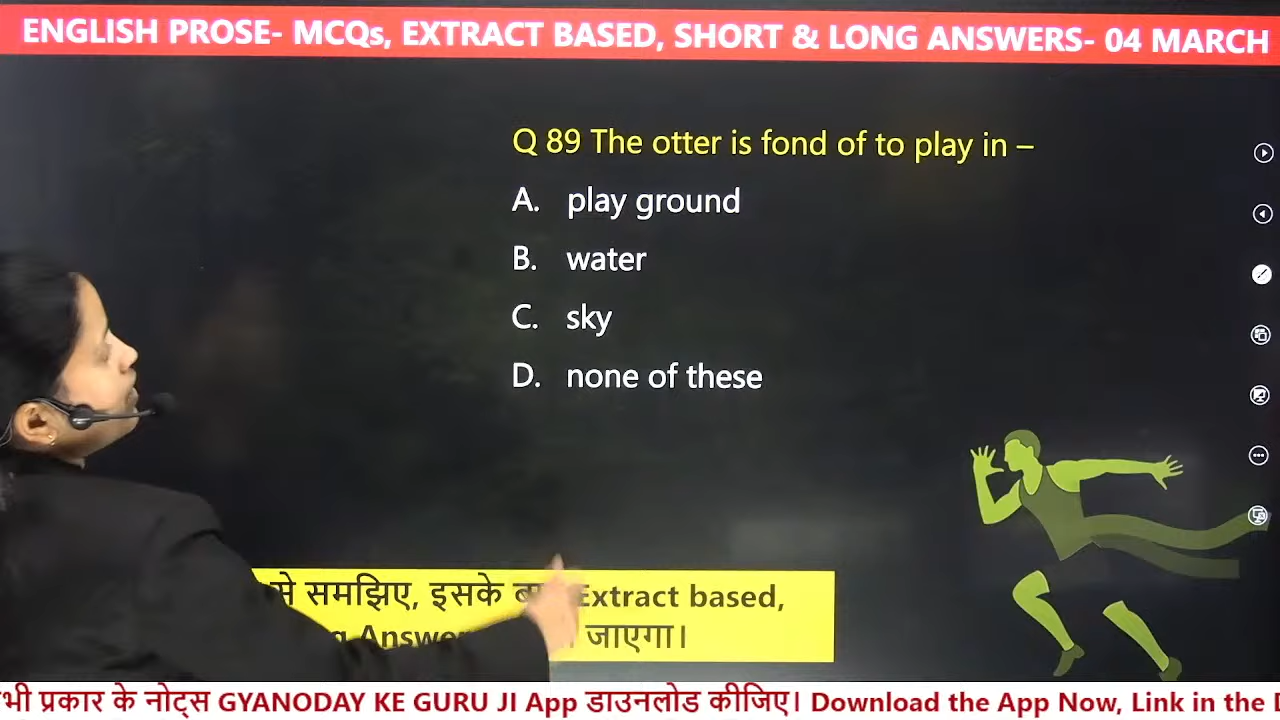 ENGLISH PROSE- MCQs, EXTRACT BASED, SHORT & LONG ANSWERS- 04 MARCH
Q 89 The otter is fond of to play in –
A. play ground
B. water
C. sky
D. none of these
से समझिए, इसके Extract based,
जाएगा।
प्रकार के नोट्स GYANODAY KE GURU JI App डाउनलोड कीजिए। Download the App Now, Link in the